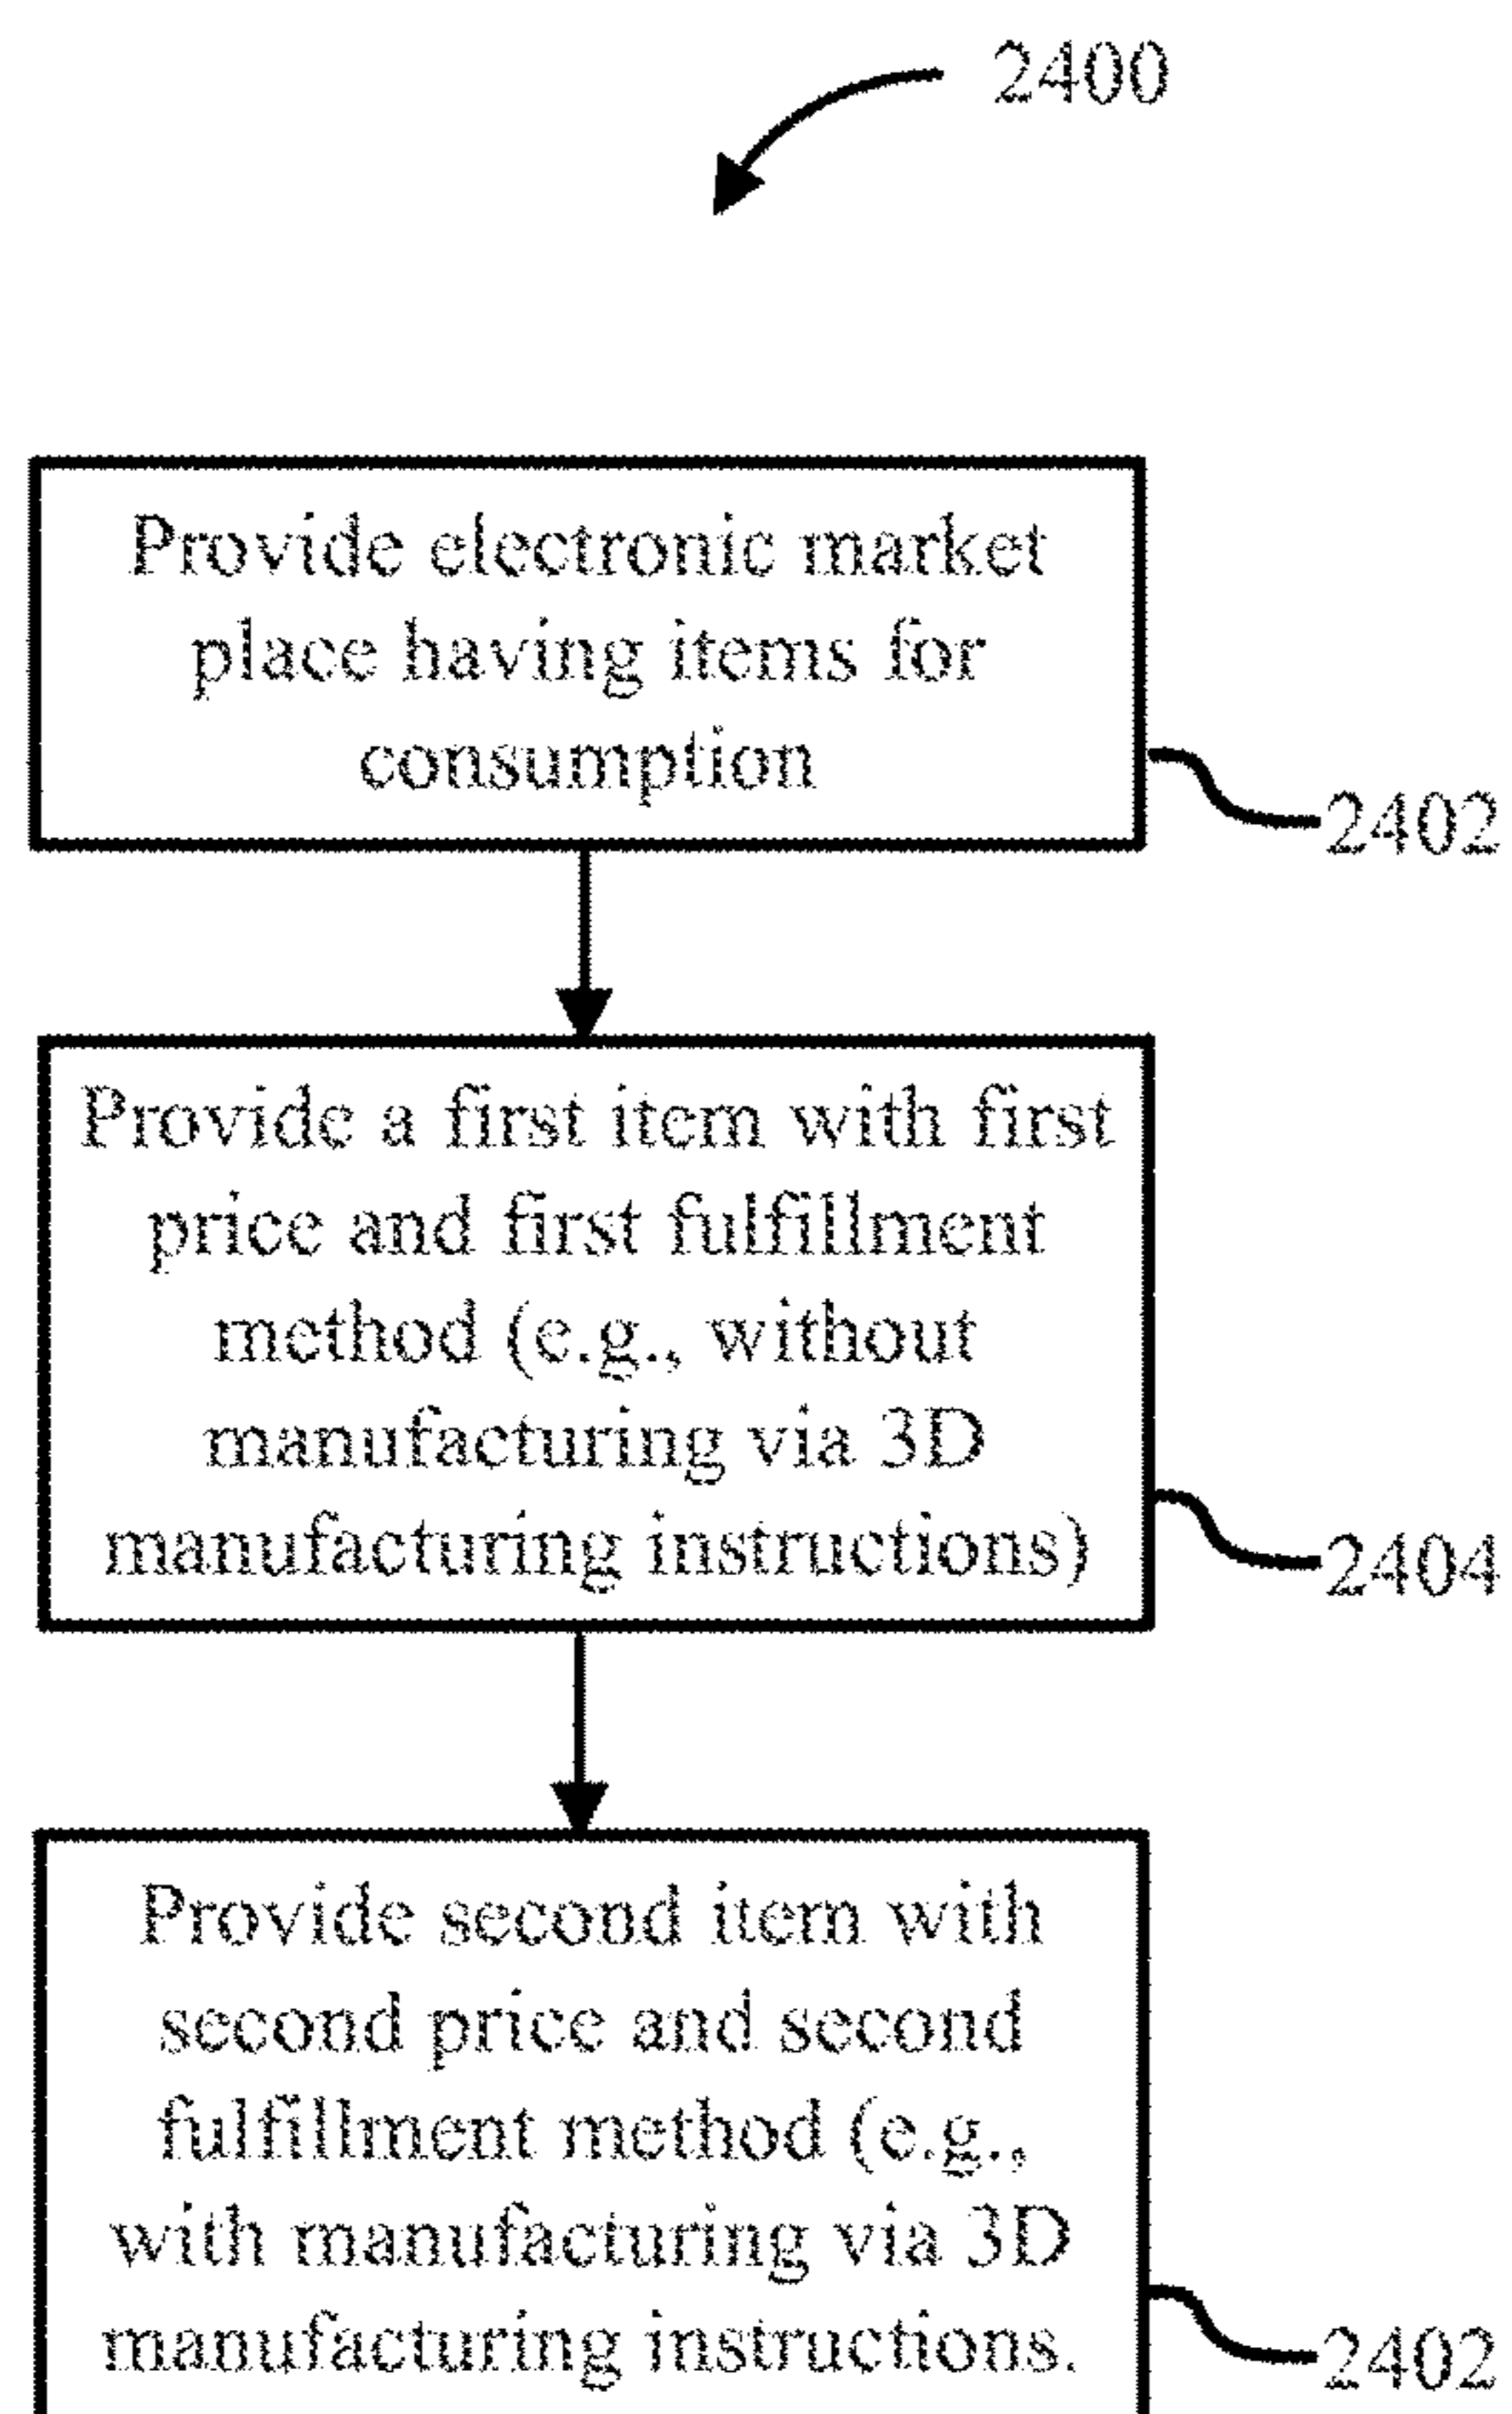 2400
Provide electronic market
place having items for
consumption
2402
Provide a first item with first
price and first fulfillment
method (e.g., without
manufacturing via 3D
manufacturing instructions)
2404
Provide second item with
second price and second
fulfillment method (e.g.,
with manufacturing via 3D
manufacturing instructions.
2402